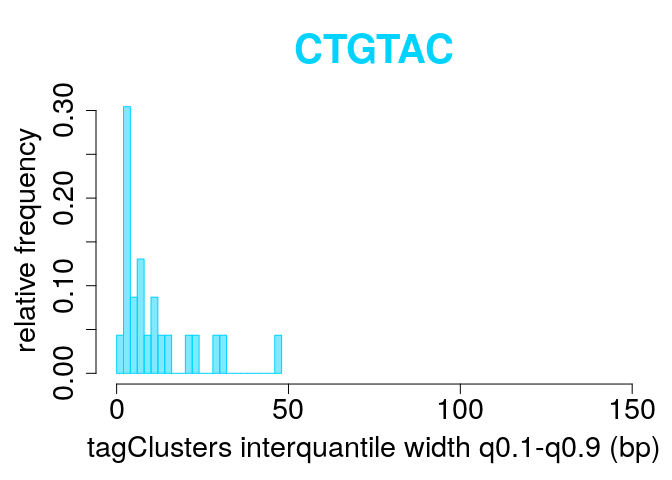 CTGTAC
relative frequency
0.30
0.20
0.10
0.00
0 50 100 150
tagClusters interquantile width q0.1-q0.9 (bp)